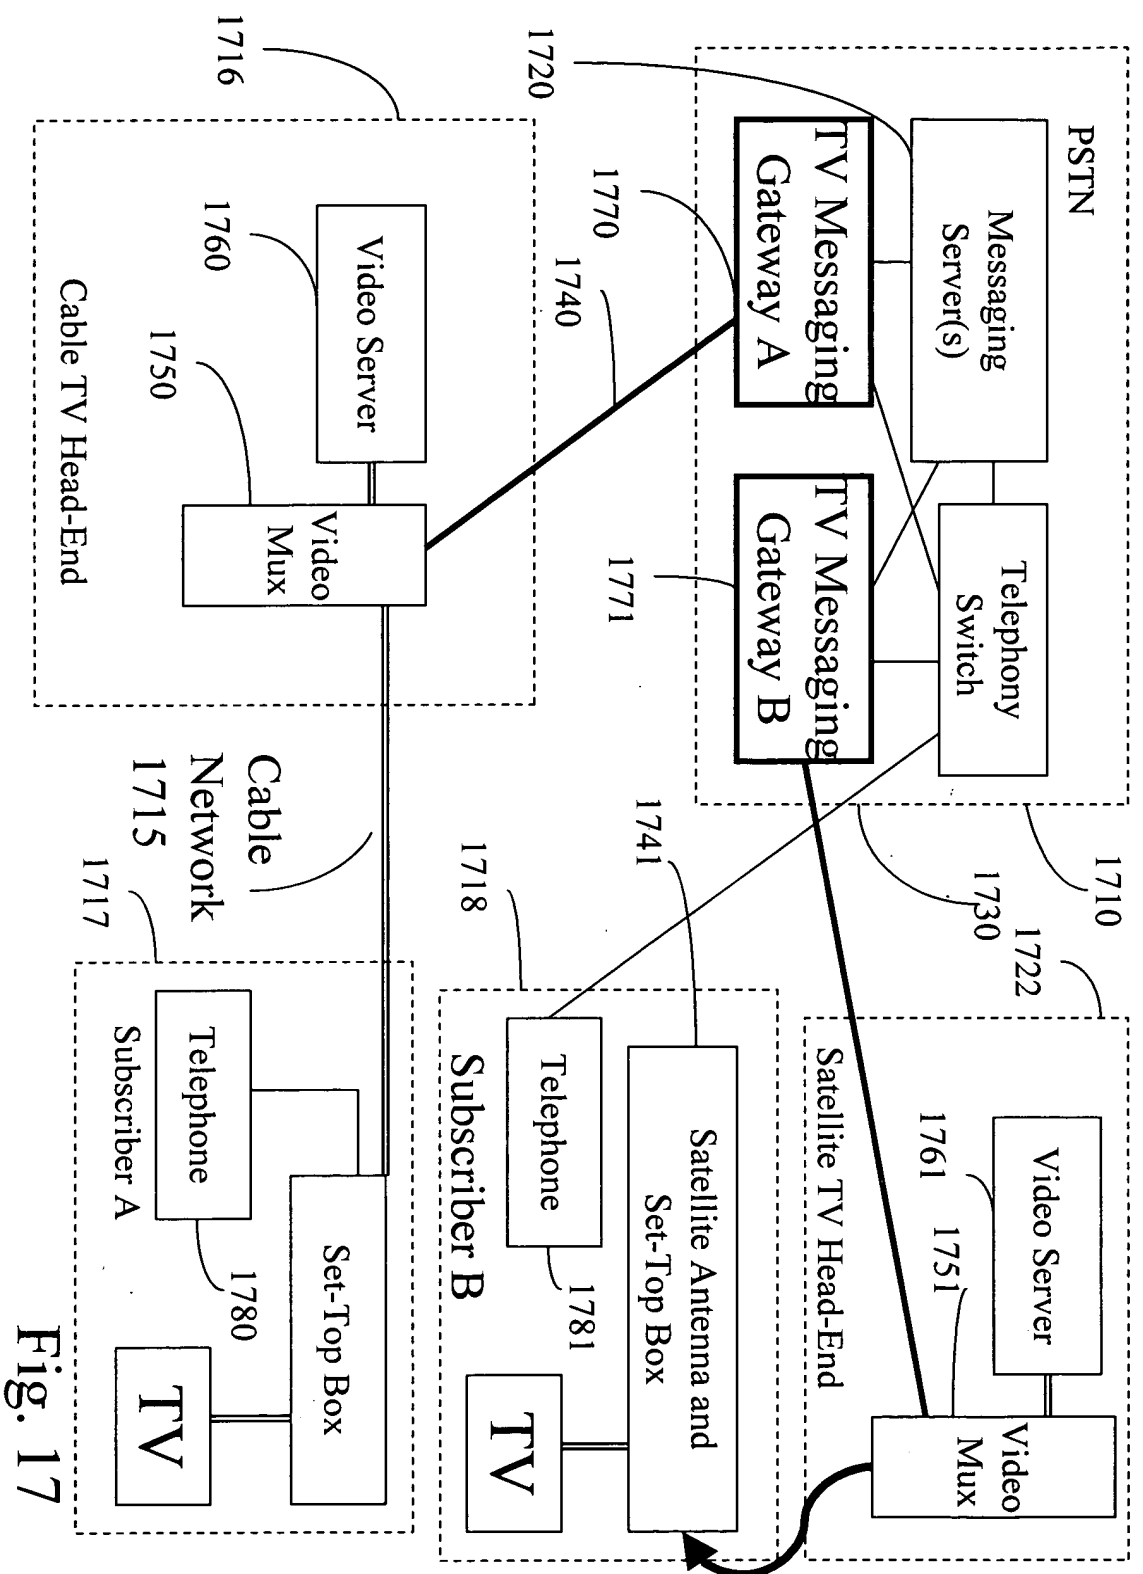 PSTN
Messaging
Server(s)
Telephony
Switch
TV Messaging
Gateway A
TV Messaging
Gateway B
1720
1770
1740
1771
1710
1730
1722
1716
Video Server
1760
Video
Mux
1750
Cable TV Head-End
Cable
Network
1715
Video Server
1761
1751
Video
Mux
Satellite TV Head-End
1741
1718
Satellite Antenna and
Set-Top Box
Telephone
1781
TV
Subscriber B
1717
Set-Top Box
Telephone
1780
TV
Subscriber A
Fig. 17